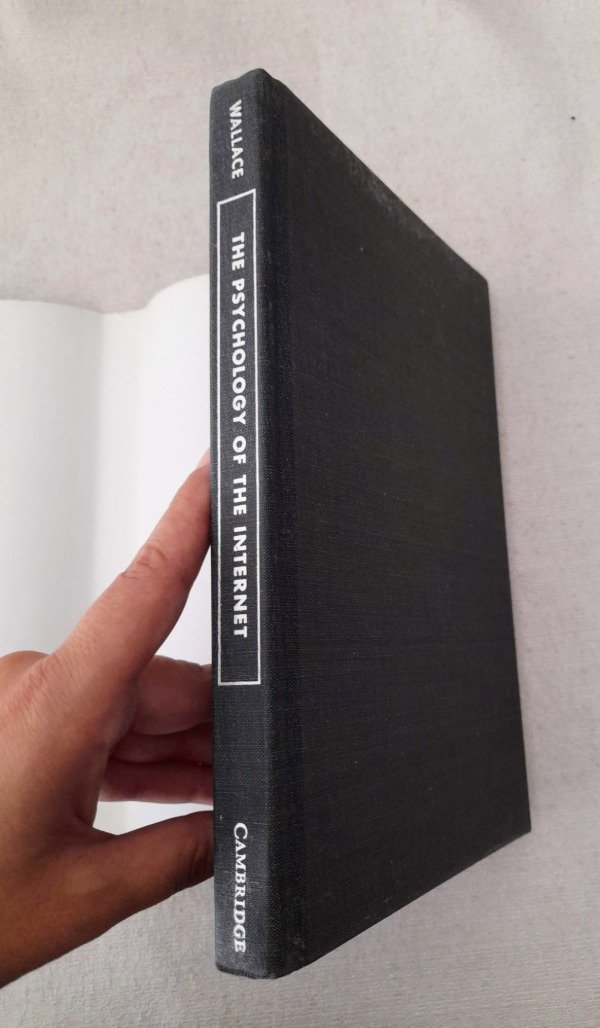 WALLACE
THE PSYCHOLOGY OF THE INTERNET
CAMBRIDGE